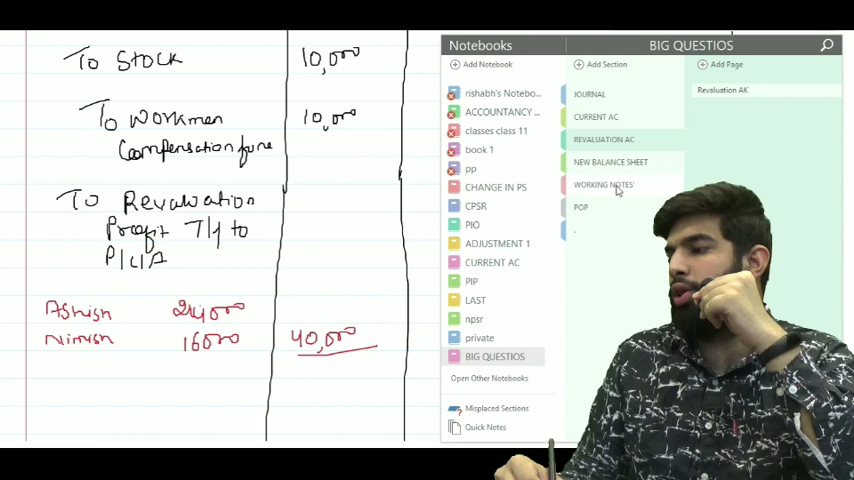 To Stock 10,000
To Workmen 10,000
Compensation fune
To Revaluation
Profit T/f to
P/C/A
Ashish 24000
Nimish 16000 40,000
Notebooks
BIG QUESTIOS
Add Notebook
Add Section
Add Page
rishabh's Notebo...
ACCOUNTANCY ...
classes class 11
book 1
pp
CHANGE IN PS
CPSR
PIO
ADJUSTMENT 1
CURRENT AC
PIP
LAST
npsr
private
BIG QUESTIOS
Open Other Notebooks
Misplaced Sections
Quick Notes
JOURNAL
CURRENT AC
REVALUATION AC
NEW BALANCE SHEET
WORKING NOTES'
POP
.
Revaluation AK